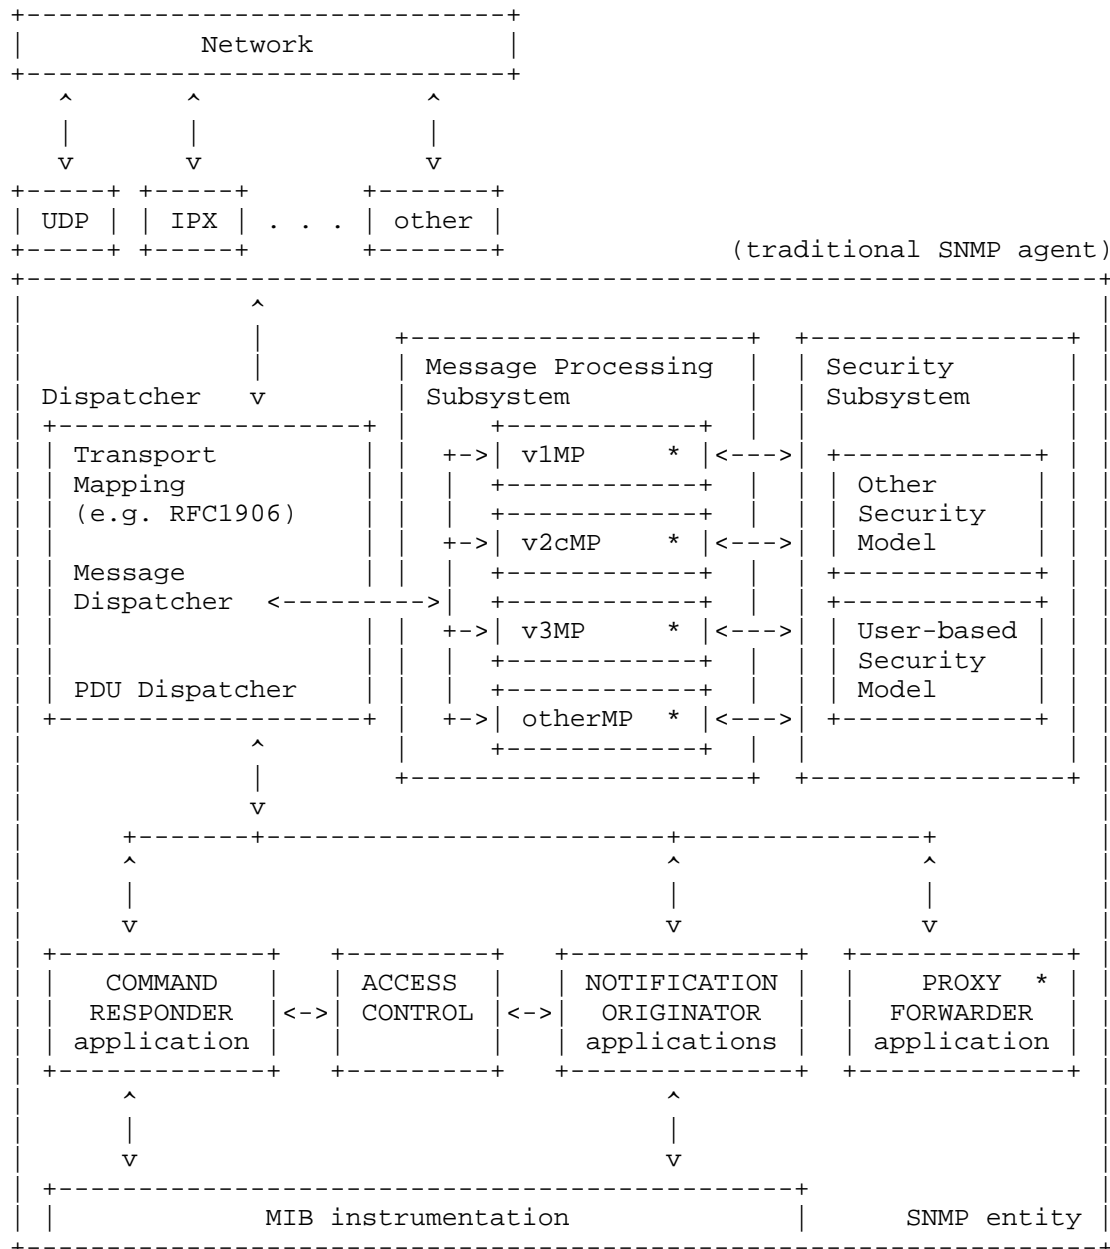 Network
UDP IPX . . . other
(traditional SNMP agent)
Message Processing Security
Dispatcher Subsystem Subsystem
Transport v1MP *
Mapping Other
(e.g. RFC1906) Security
v2cMP * Model
Message
Dispatcher
v3MP * User-based
Security
PDU Dispatcher Model
otherMP *
COMMAND ACCESS NOTIFICATION PROXY *
RESPONDER CONTROL ORIGINATOR FORWARDER
application applications application
MIB instrumentation SNMP entity